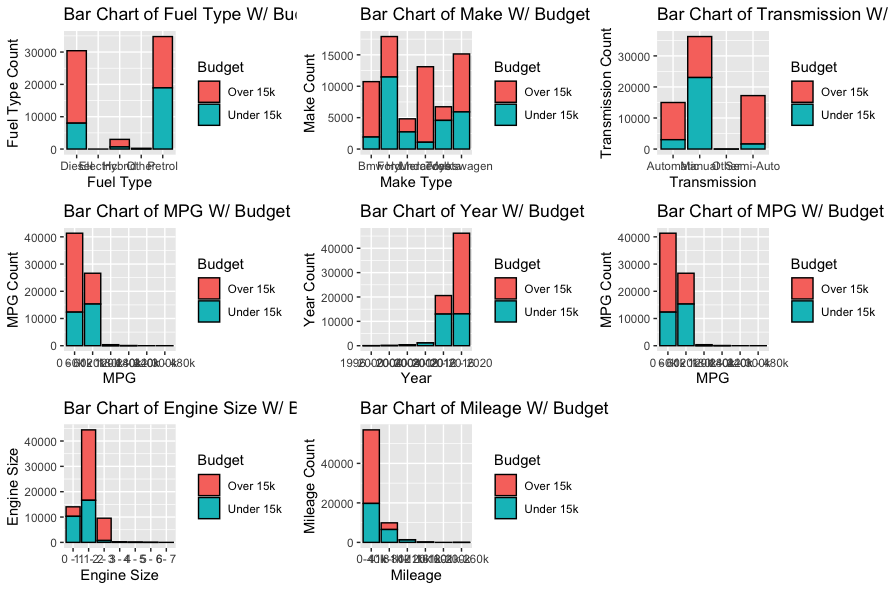 Bar Chart of Fuel Type W/ Bu
Fuel Type Count
30000
20000
10000
0
Diesel
Petrol
Fuel Type
Budget
Over 15k
Under 15k
Bar Chart of Make W/ Budget
Make Count
15000
10000
5000
0
Make Type
Budget
Over 15k
Under 15k
Bar Chart of Transmission W/
Transmission Count
30000
20000
10000
0
Semi-Auto
Transmission
Budget
Over 15k
Under 15k
Bar Chart of MPG W/ Budget
MPG Count
40000
30000
20000
10000
0
MPG
Budget
Over 15k
Under 15k
Bar Chart of Year W/ Budget
Year Count
40000
30000
20000
10000
0
Year
Budget
Over 15k
Under 15k
Bar Chart of MPG W/ Budget
MPG Count
40000
30000
20000
10000
0
MPG
Budget
Over 15k
Under 15k
Bar Chart of Engine Size W/
Engine Size
40000
30000
20000
10000
0
Engine Size
Budget
Over 15k
Under 15k
Bar Chart of Mileage W/ Budget
Mileage Count
40000
20000
0
Mileage
Budget
Over 15k
Under 15k